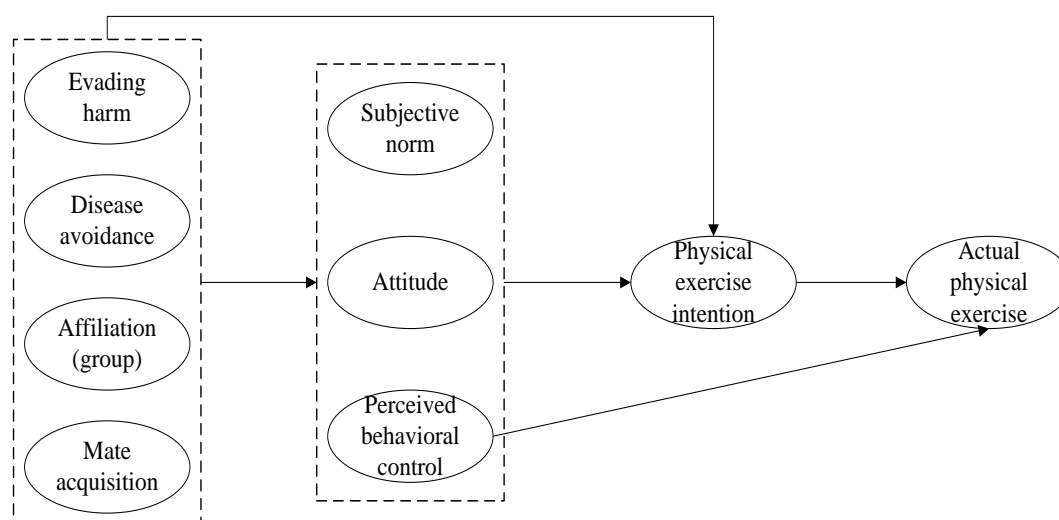 Evading
harm
Disease
avoidance
Affiliation
(group)
Mate
acquisition
Subjective
norm
Attitude
Perceived
behavioral
control
Physical
exercise
intention
Actual
physical
exercise